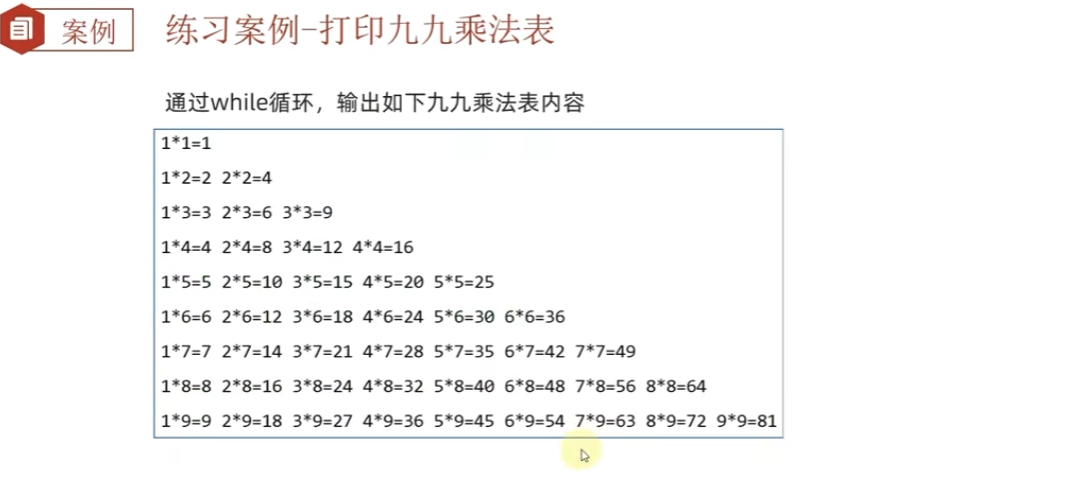 案例 练习案例-打印九九乘法表
通过while循环，输出如下九九乘法表内容
1*1=1
1*2=2 2*2=4
1*3=3 2*3=6 3*3=9
1*4=4 2*4=8 3*4=12 4*4=16
1*5=5 2*5=10 3*5=15 4*5=20 5*5=25
1*6=6 2*6=12 3*6=18 4*6=24 5*6=30 6*6=36
1*7=7 2*7=14 3*7=21 4*7=28 5*7=35 6*7=42 7*7=49
1*8=8 2*8=16 3*8=24 4*8=32 5*8=40 6*8=48 7*8=56 8*8=64
1*9=9 2*9=18 3*9=27 4*9=36 5*9=45 6*9=54 7*9=63 8*9=72 9*9=81